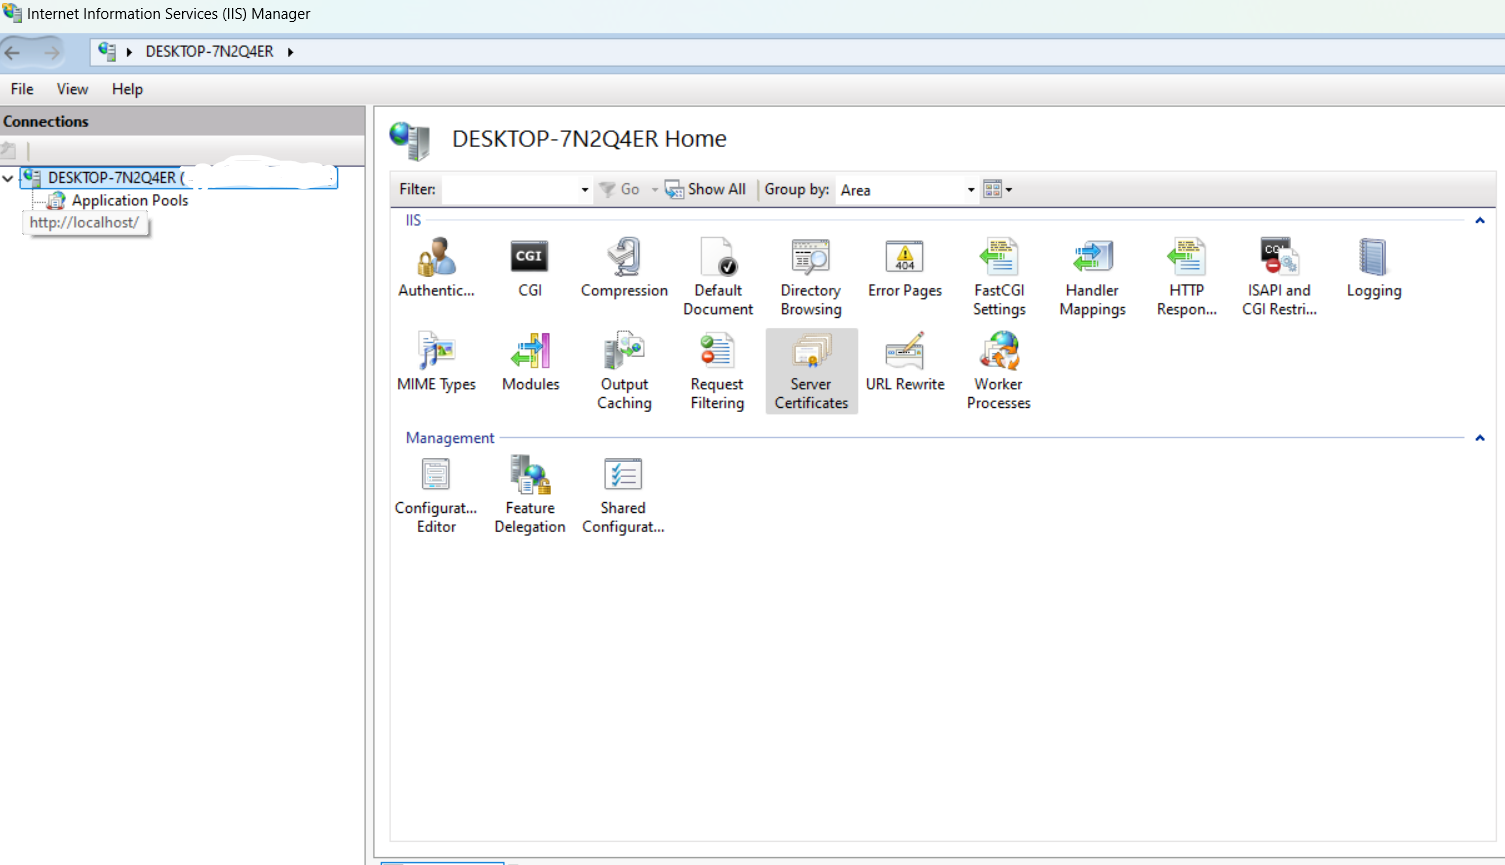 Internet Information Services (IIS) Manager
DESKTOP-7N2Q4ER
File View Help
Connections
DESKTOP-7N2Q4ER (
Application Pools
http://localhost/
DESKTOP-7N2Q4ER Home
Filter: Go Show All Group by: Area
IIS
Authentic... CGI Compression Default Document Directory Browsing Error Pages FastCGI Settings Handler Mappings HTTP Respon... ISAPI and CGI Restri... Logging
MIME Types Modules Output Caching Request Filtering Server Certificates URL Rewrite Worker Processes
Management
Configurat... Editor Feature Delegation Shared Configurat...